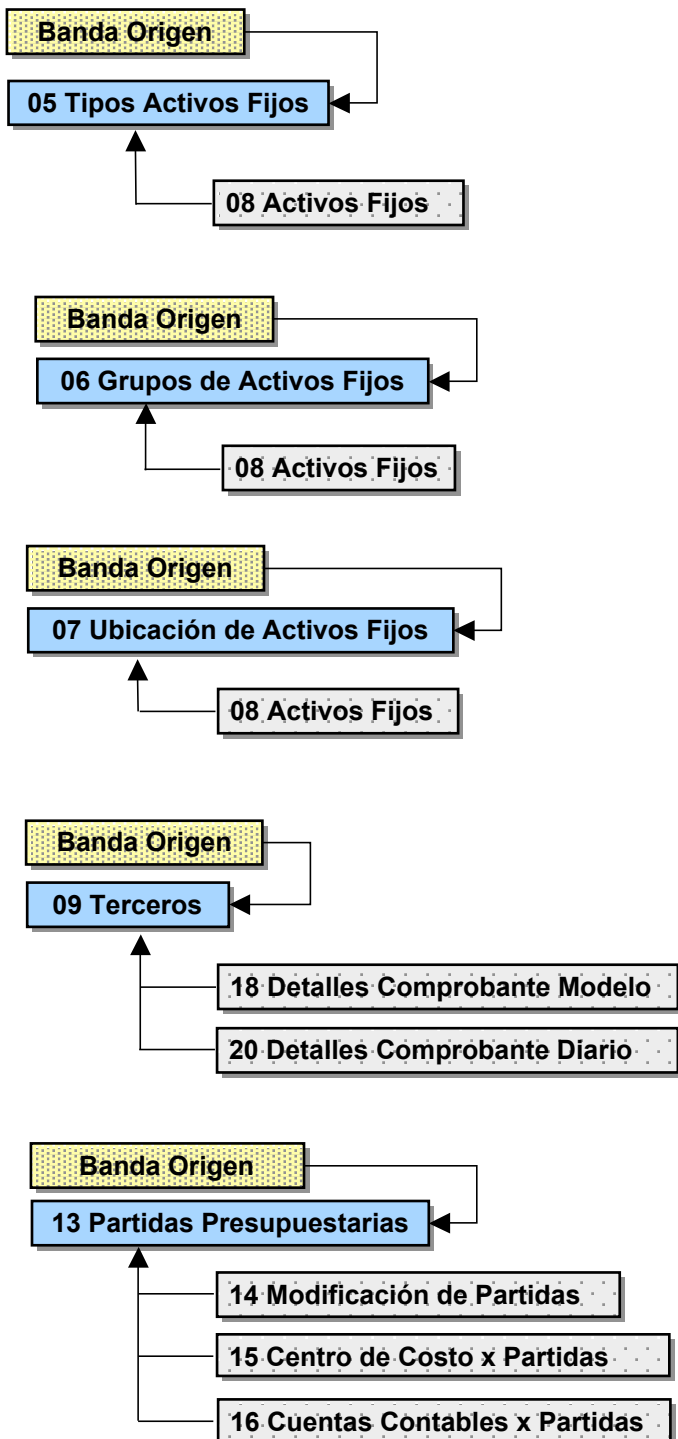 Banda Origen
05 Tipos Activos Fijos
08 Activos Fijos
Banda Origen
06 Grupos de Activos Fijos
08 Activos Fijos
Banda Origen
07 Ubicación de Activos Fijos
08 Activos Fijos
Banda Origen
09 Terceros
18 Detalles Comprobante Modelo
20 Detalles Comprobante Diario
Banda Origen
13 Partidas Presupuestarias
14 Modificación de Partidas
15 Centro de Costo x Partidas
16 Cuentas Contables x Partidas